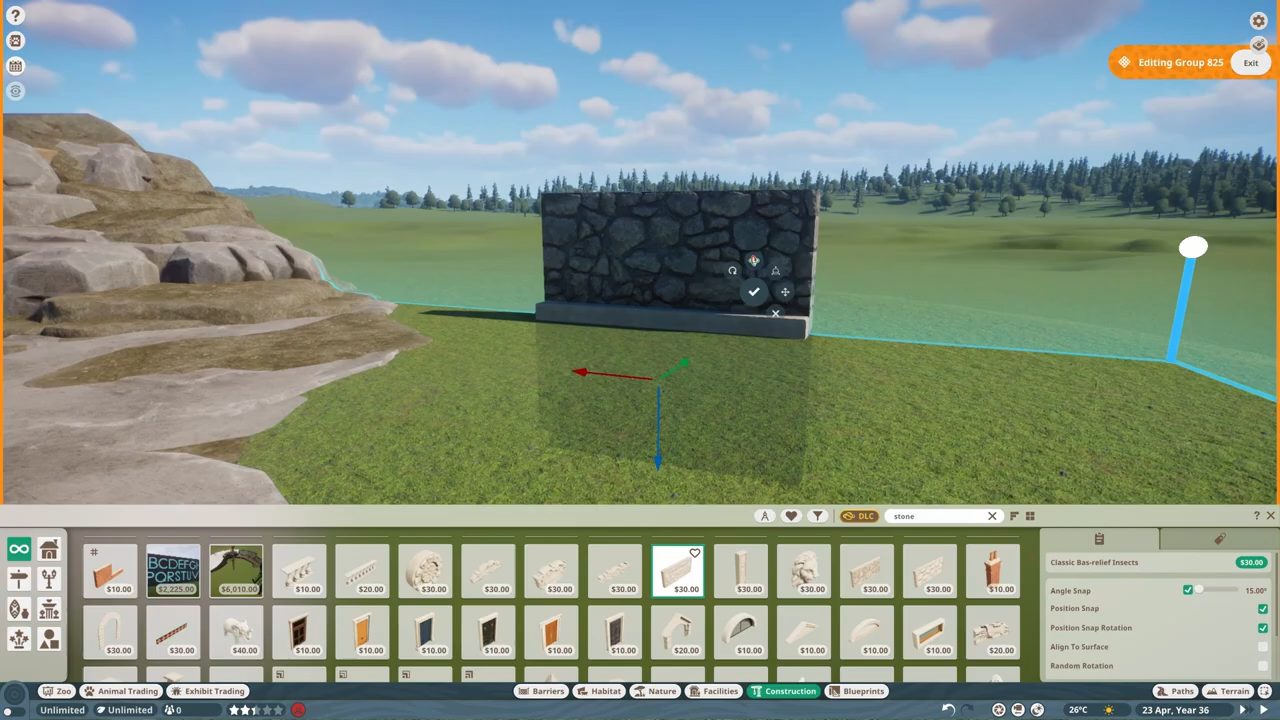 Editing Group 825
Exit
DLC
stone
ABCDEFG
$10.00
$2,225.00
$6,010.00
$10.00
$20.00
$30.00
$30.00
$30.00
$30.00
$30.00
$10.00
$30.00
$30.00
$30.00
$10.00
$30.00
$30.00
$40.00
$10.00
$10.00
$10.00
$10.00
$10.00
$10.00
$20.00
$10.00
$10.00
$10.00
$10.00
$20.00
Classic Bas-relief Insects
$30.00
Angle Snap
15.00°
Position Snap
Position Snap Rotation
Align To Surface
Random Rotation
Zoo
Animal Trading
Exhibit Trading
Barriers
Habitat
Nature
Facilities
Construction
Blueprints
Paths
Terrain
Unlimited
Unlimited
0
26°C
23 Apr, Year 36